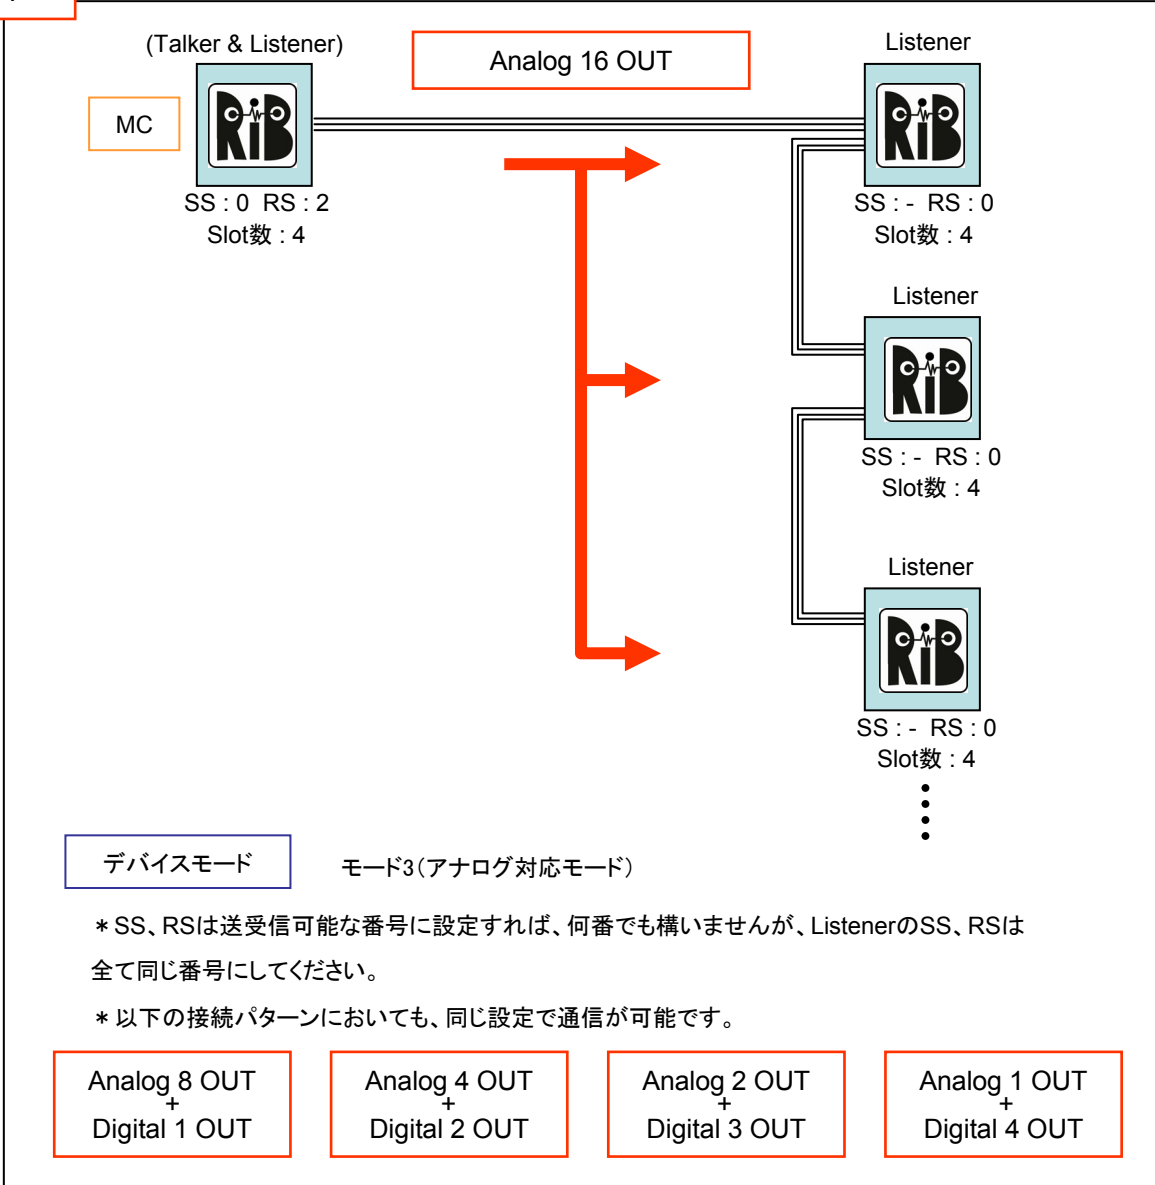 (Talker & Listener)
Analog 16 OUT
Listener
MC
RiB
RiB
SS : 0 RS : 2
Slot数 : 4
SS : - RS : 0
Slot数 : 4
Listener
RiB
SS : - RS : 0
Slot数 : 4
Listener
RiB
SS : - RS : 0
Slot数 : 4
デバイスモード
モード3(アナログ対応モード)
*SS、RSは送受信可能な番号に設定すれば、何番でも構いませんが、ListenerのSS、RSは
全て同じ番号にしてください。
*以下の接続パターンにおいても、同じ設定で通信が可能です。
Analog 8 OUT
+
Digital 1 OUT
Analog 4 OUT
+
Digital 2 OUT
Analog 2 OUT
+
Digital 3 OUT
Analog 1 OUT
+
Digital 4 OUT